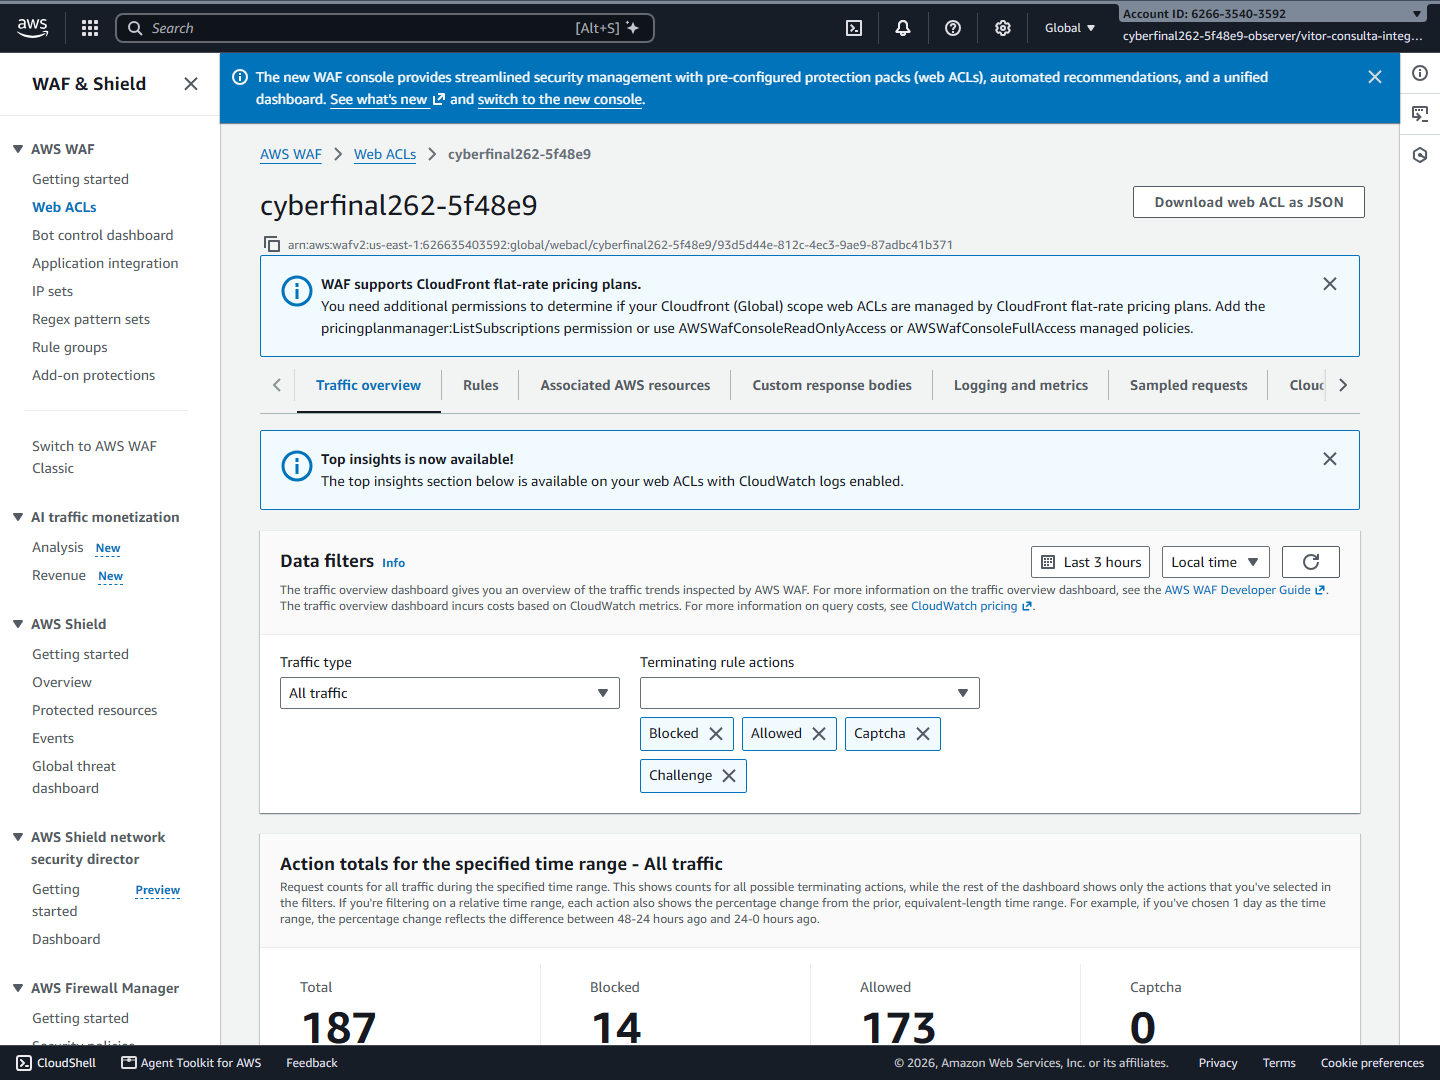 aws
Search
[Alt+S]
Global
Account ID: 6266-3540-3592
cyberfinal262-5f48e9-observer/vitor-consulta-integ...
WAF & Shield
AWS WAF
Getting started
Web ACLs
Bot control dashboard
Application integration
IP sets
Regex pattern sets
Rule groups
Add-on protections
Switch to AWS WAF
Classic
AI traffic monetization
Analysis New
Revenue New
AWS Shield
Getting started
Overview
Protected resources
Events
Global threat
dashboard
AWS Shield network
security director
Getting
started
Preview
Dashboard
AWS Firewall Manager
Getting started
Security policies
The new WAF console provides streamlined security management with pre-configured protection packs (web ACLs), automated recommendations, and a unified
dashboard. See what's new and switch to the new console.
AWS WAF
Web ACLs
cyberfinal262-5f48e9
cyberfinal262-5f48e9
Download web ACL as JSON
arn:aws:wafv2:us-east-1:626635403592:global/webacl/cyberfinal262-5f48e9/93d5d44e-812c-4ec3-9ae9-87adbc41b371
WAF supports CloudFront flat-rate pricing plans.
You need additional permissions to determine if your Cloudfront (Global) scope web ACLs are managed by CloudFront flat-rate pricing plans. Add the
pricingplanmanager:ListSubscriptions permission or use AWSWafConsoleReadOnlyAccess or AWSWafConsoleFullAccess managed policies.
Traffic overview
Rules
Associated AWS resources
Custom response bodies
Logging and metrics
Sampled requests
Clou
Top insights is now available!
The top insights section below is available on your web ACLs with CloudWatch logs enabled.
Data filters Info
Last 3 hours
Local time
The traffic overview dashboard gives you an overview of the traffic trends inspected by AWS WAF. For more information on the traffic overview dashboard, see the AWS WAF Developer Guide.
The traffic overview dashboard incurs costs based on CloudWatch metrics. For more information on query costs, see CloudWatch pricing.
Traffic type
All traffic
Terminating rule actions
Blocked
Allowed
Captcha
Challenge
Action totals for the specified time range - All traffic
Request counts for all traffic during the specified time range. This shows counts for all possible terminating actions, while the rest of the dashboard shows only the actions that you've selected in
the filters. If you're filtering on a relative time range, each action also shows the percentage change from the prior, equivalent-length time range. For example, if you've chosen 1 day as the time
range, the percentage change reflects the difference between 48-24 hours ago and 24-0 hours ago.
Total
187
Blocked
14
Allowed
173
Captcha
0
CloudShell
Agent Toolkit for AWS
Feedback
© 2026, Amazon Web Services, Inc. or its affiliates.
Privacy
Terms
Cookie preferences